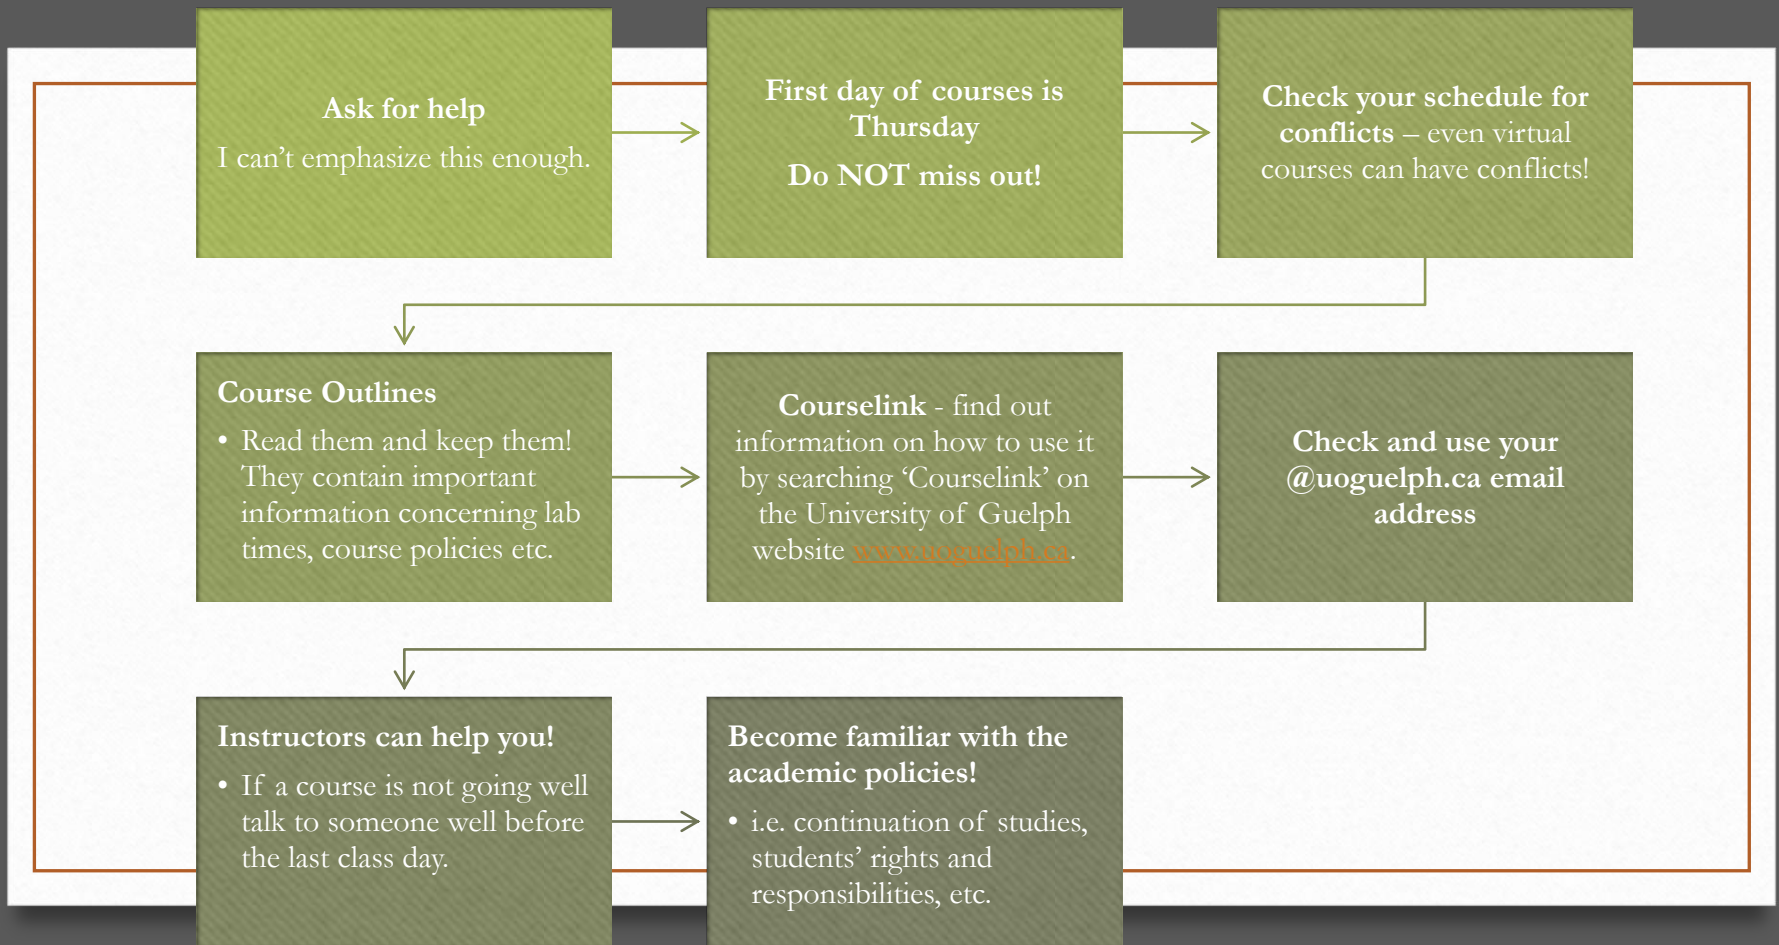 Ask for help
I can’t emphasize this enough.
First day of courses is
Thursday
Do NOT miss out!
Check your schedule for
conflicts – even virtual
courses can have conflicts!
Course Outlines
• Read them and keep them!
They contain important
information concerning lab
times, course policies etc.
Courselink - find out
information on how to use it
by searching ‘Courselink’ on
the University of Guelph
website www.uoguelph.ca.
Check and use your
@uoguelph.ca email
address
Instructors can help you!
• If a course is not going well
talk to someone well before
the last class day.
Become familiar with the
academic policies!
• i.e. continuation of studies,
students’ rights and
responsibilities, etc.